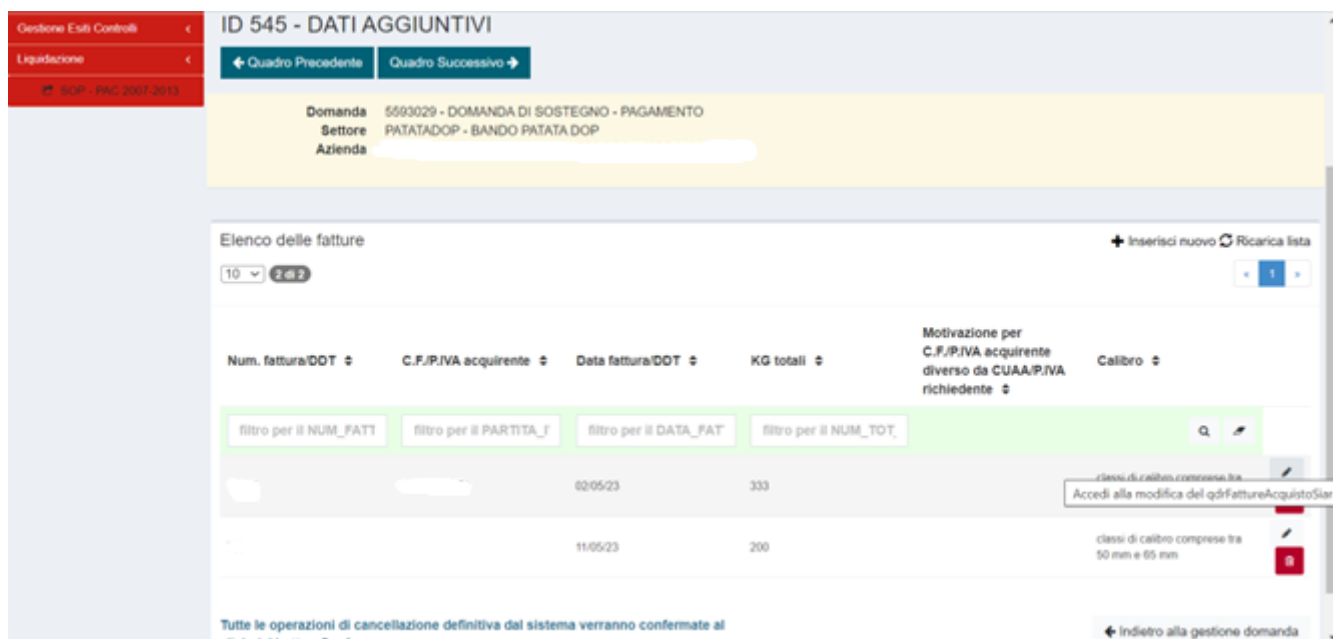 Gestione Esiti Controlli
Liquidazione
SOP - PAC 2007-2013
ID 545 - DATI AGGIUNTIVI
Quadro Precedente
Quadro Successivo
Domanda 5593029 - DOMANDA DI SOSTEGNO - PAGAMENTO
Settore PATATADOP - BANDO PATATA DOP
Azienda
Elenco delle fatture
Inserisci nuovo Ricarica lista
10 2 di 2
« 1 »
Num. fattura/DDT C.F./P.IVA acquirente Data fattura/DDT KG totali Motivazione per C.F./P.IVA acquirente diverso da CUAA/P.IVA richiedente Calibro
filtro per il NUM_FATT filtro per il PARTITA_I filtro per il DATA_FAT filtro per il NUM_TOT_
02/05/23 333 classi di calibro comprese tra
Accedi alla modifica del qdrFattureAcquistoSian
11/05/23 200 classi di calibro comprese tra
50 mm e 65 mm
Tutte le operazioni di cancellazione definitiva dal sistema verranno confermate al
Indietro alla gestione domanda